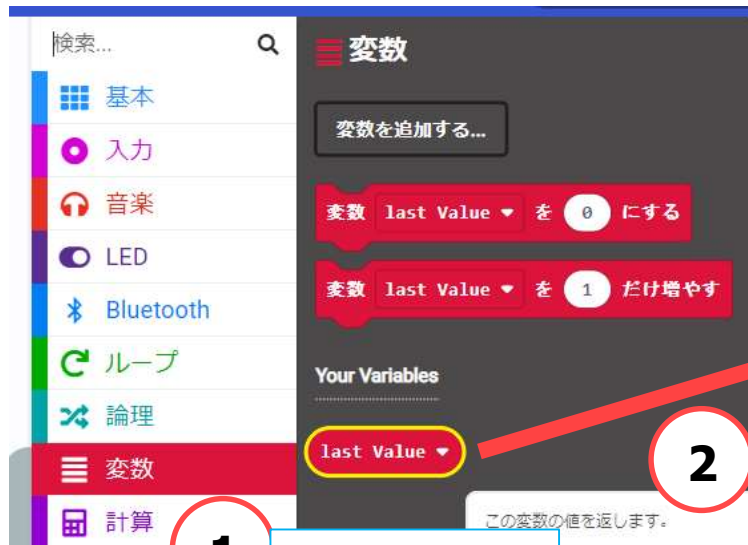 検索...
基本
入力
音楽
LED
Bluetooth
ループ
論理
変数
計算
変数
変数を追加する...
変数 last Value を 0 にする
変数 last Value を 1 だけ増やす
Your Variables
last Value
2
この変数の値を返します。
1